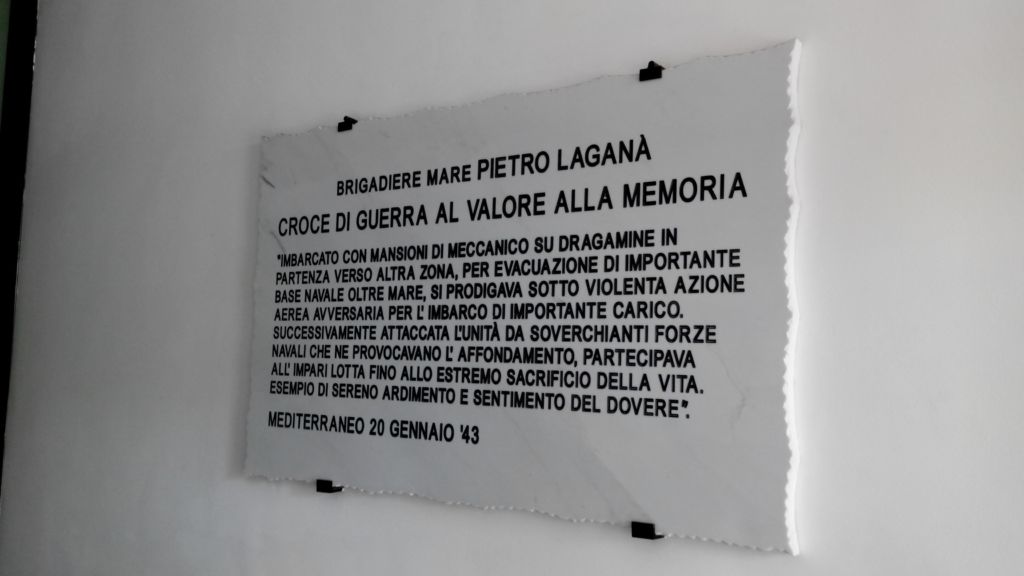 BRIGADIERE MARE PIETRO LAGANÀ
CROCE DI GUERRA AL VALORE ALLA MEMORIA
"IMBARCATO CON MANSIONI DI MECCANICO SU DRAGAMINE IN
PARTENZA VERSO ALTRA ZONA, PER EVACUAZIONE DI IMPORTANTE
BASE NAVALE OLTRE MARE, SI PRODIGAVA SOTTO VIOLENTA AZIONE
AEREA AVVERSARIA PER L' IMBARCO DI IMPORTANTE CARICO.
SUCCESSIVAMENTE ATTACCATA L'UNITÀ DA SOVERCHIANTI FORZE
NAVALI CHE NE PROVOCAVANO L' AFFONDAMENTO, PARTECIPAVA
ALL' IMPARI LOTTA FINO ALLO ESTREMO SACRIFICIO DELLA VITA.
ESEMPIO DI SERENO ARDIMENTO E SENTIMENTO DEL DOVERE".
MEDITERRANEO 20 GENNAIO '43